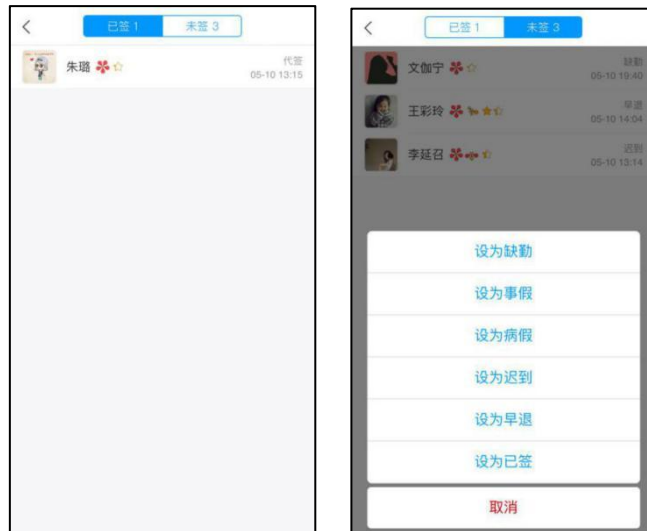 已签 1 未签 3
朱璐 代签
05-10 13:15
已签 1 未签 3
文伽宁 缺勤
05-10 19:40
王彩玲 早退
05-10 14:04
李延召 迟到
05-10 13:14
设为缺勤
设为事假
设为病假
设为迟到
设为早退
设为已签
取消